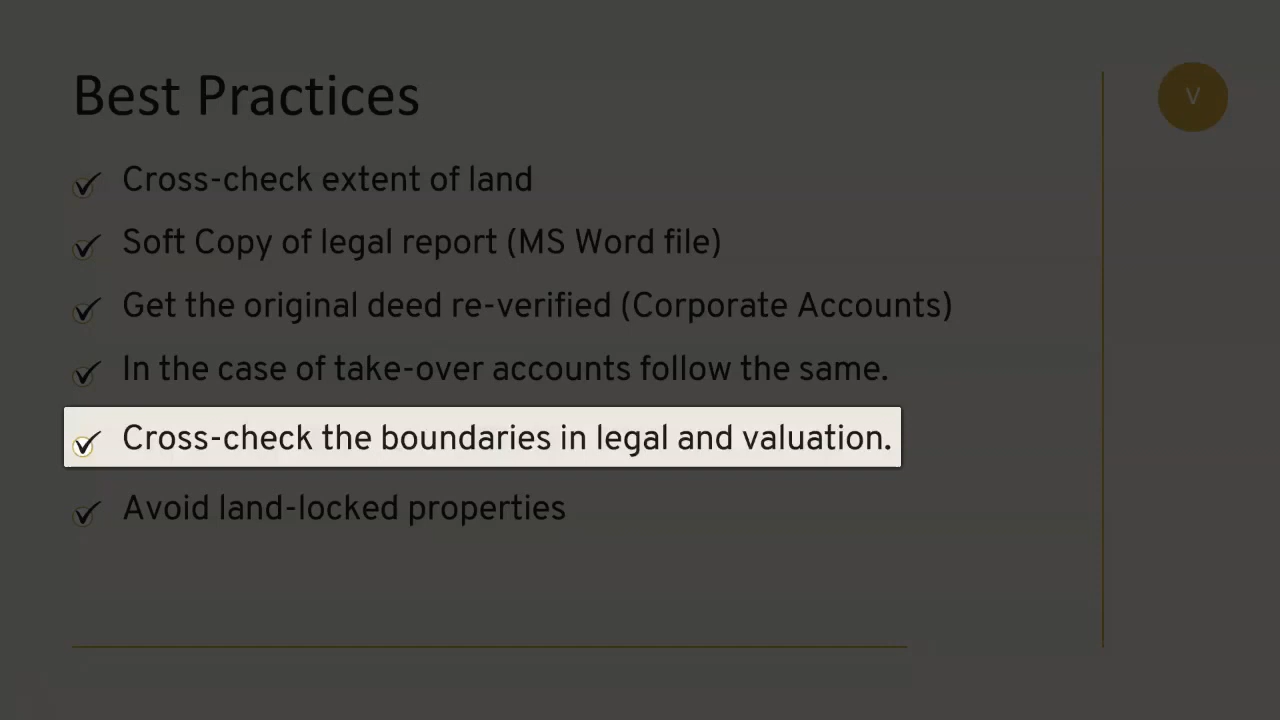 Best Practices
V
Cross-check extent of land
Soft Copy of legal report (MS Word file)
Get the original deed re-verified (Corporate Accounts)
In the case of take-over accounts follow the same.
Cross-check the boundaries in legal and valuation.
Avoid land-locked properties